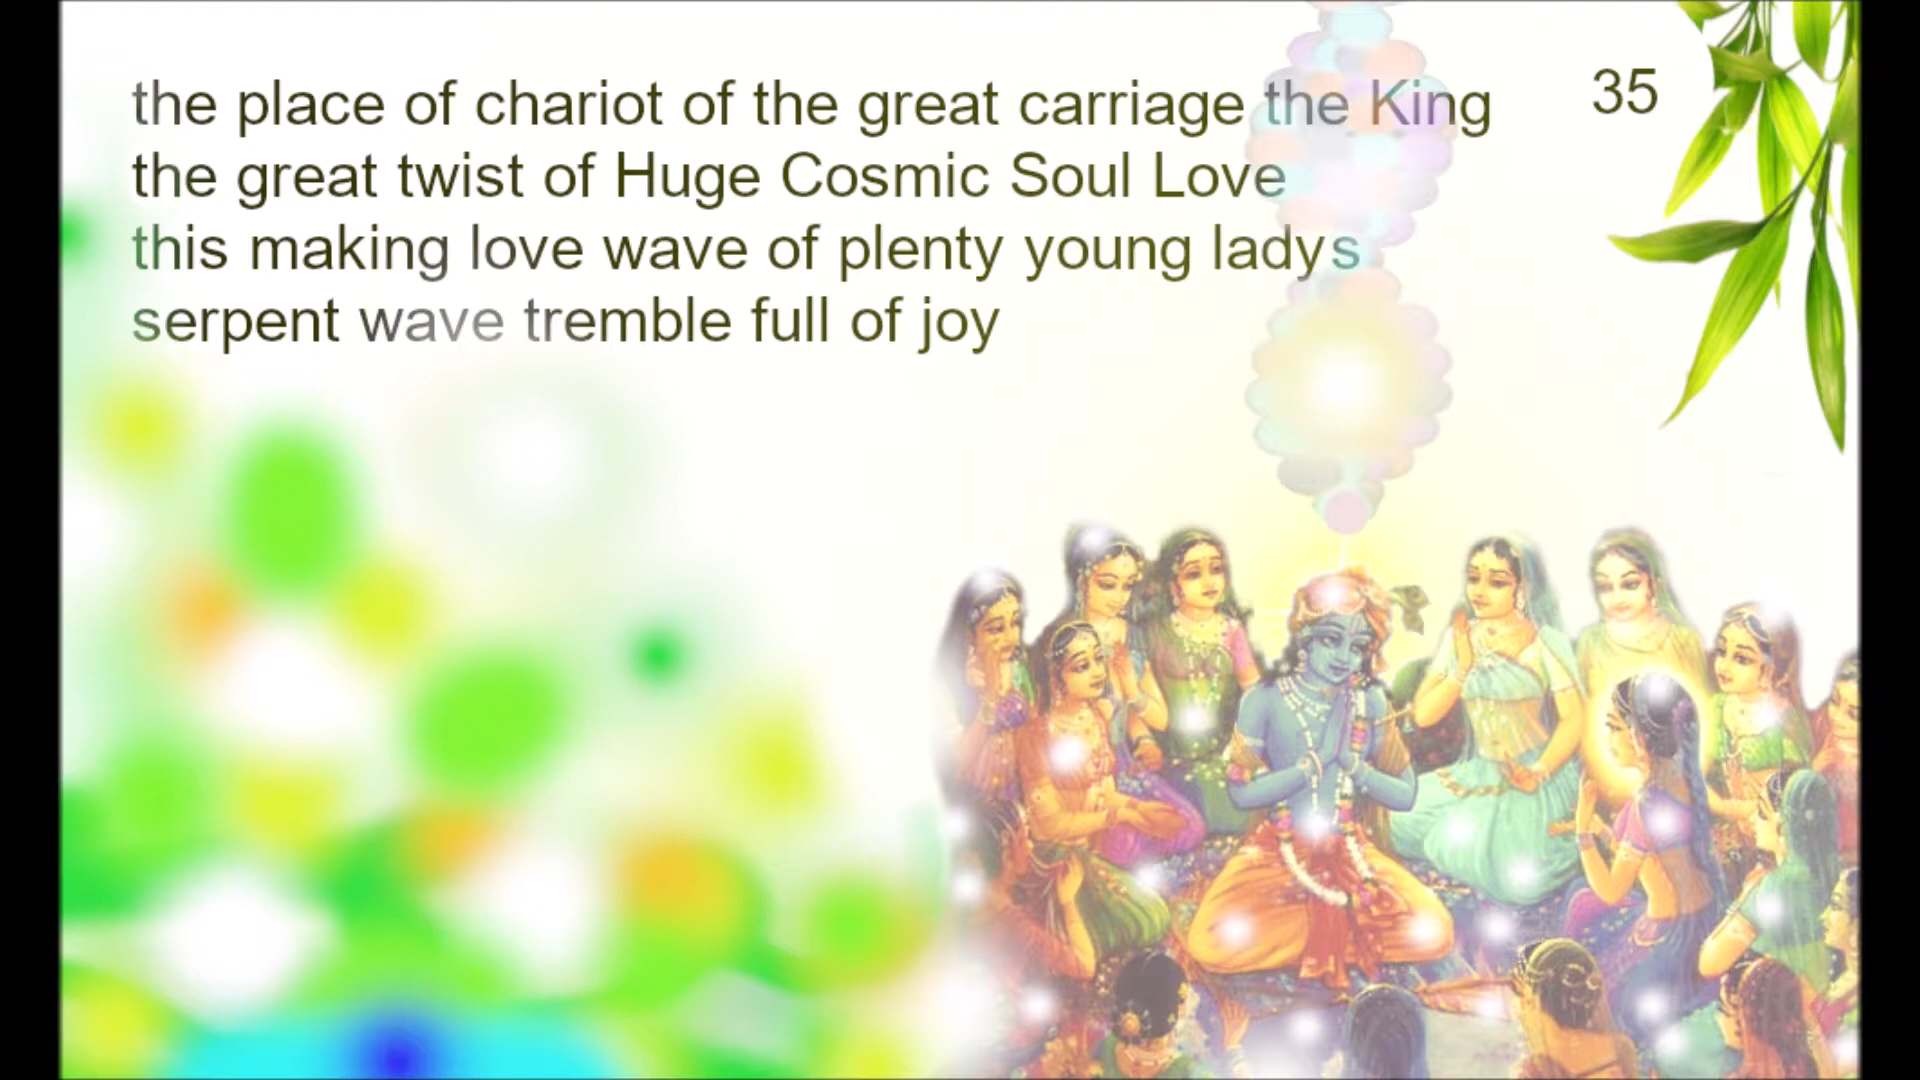 the place of chariot of the great carriage the King 35
the great twist of Huge Cosmic Soul Love
this making love wave of plenty young ladys
serpent wave tremble full of joy